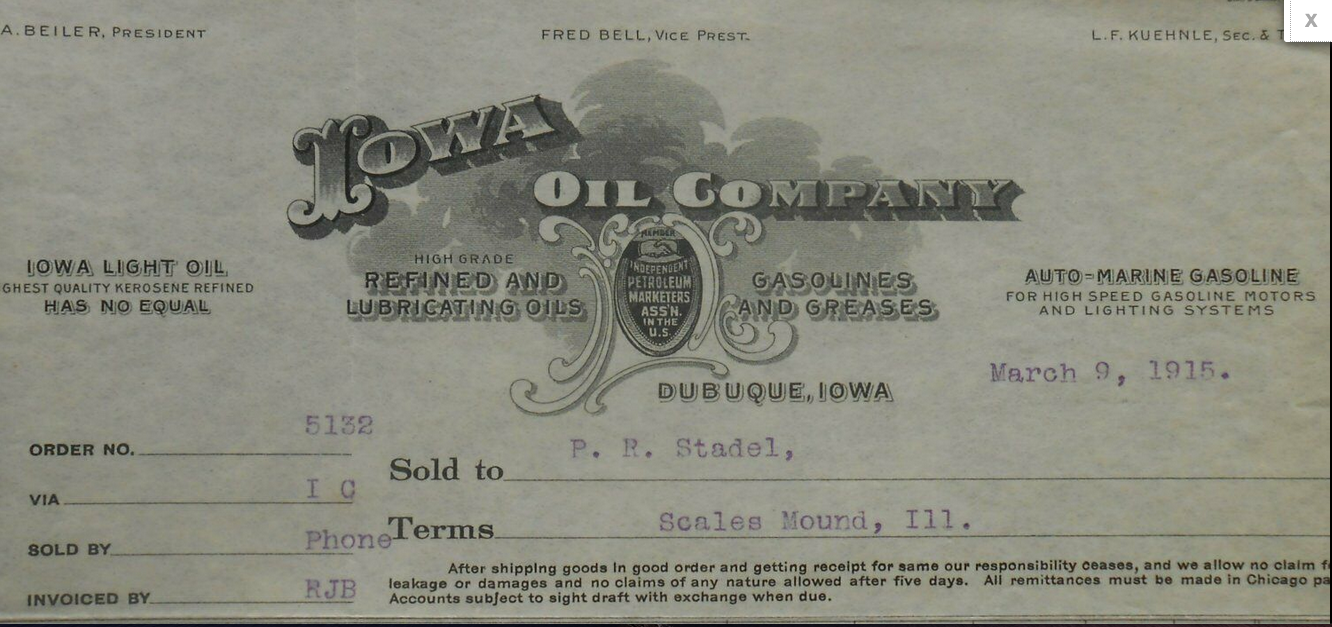 A. BEILER, PRESIDENT
FRED BELL, VICE PREST.
L. F. KUEHNLE, SEC. & T
X
IOWA
OIL COMPANY
IOWA LIGHT OIL
GHEST QUALITY KEROSENE REFINED
HAS NO EQUAL
HIGH GRADE
REFINED AND
LUBRICATING OILS
MEMBER
INDEPENDENT
PETROLEUM
MARKETERS
ASS'N.
IN THE
U.S.
GASOLINES
AND GREASES
AUTO-MARINE GASOLINE
FOR HIGH SPEED GASOLINE MOTORS
AND LIGHTING SYSTEMS
DUBUQUE, IOWA
March 9, 1915.
ORDER NO. 5132
VIA I C
SOLD BY Phone
INVOICED BY RJB
Sold to P. R. Stadel,
Terms Scales Mound, Ill.
After shipping goods in good order and getting receipt for same our responsibility ceases, and we allow no claim f
leakage or damages and no claims of any nature allowed after five days. All remittances must be made in Chicago pa
Accounts subject to sight draft with exchange when due.